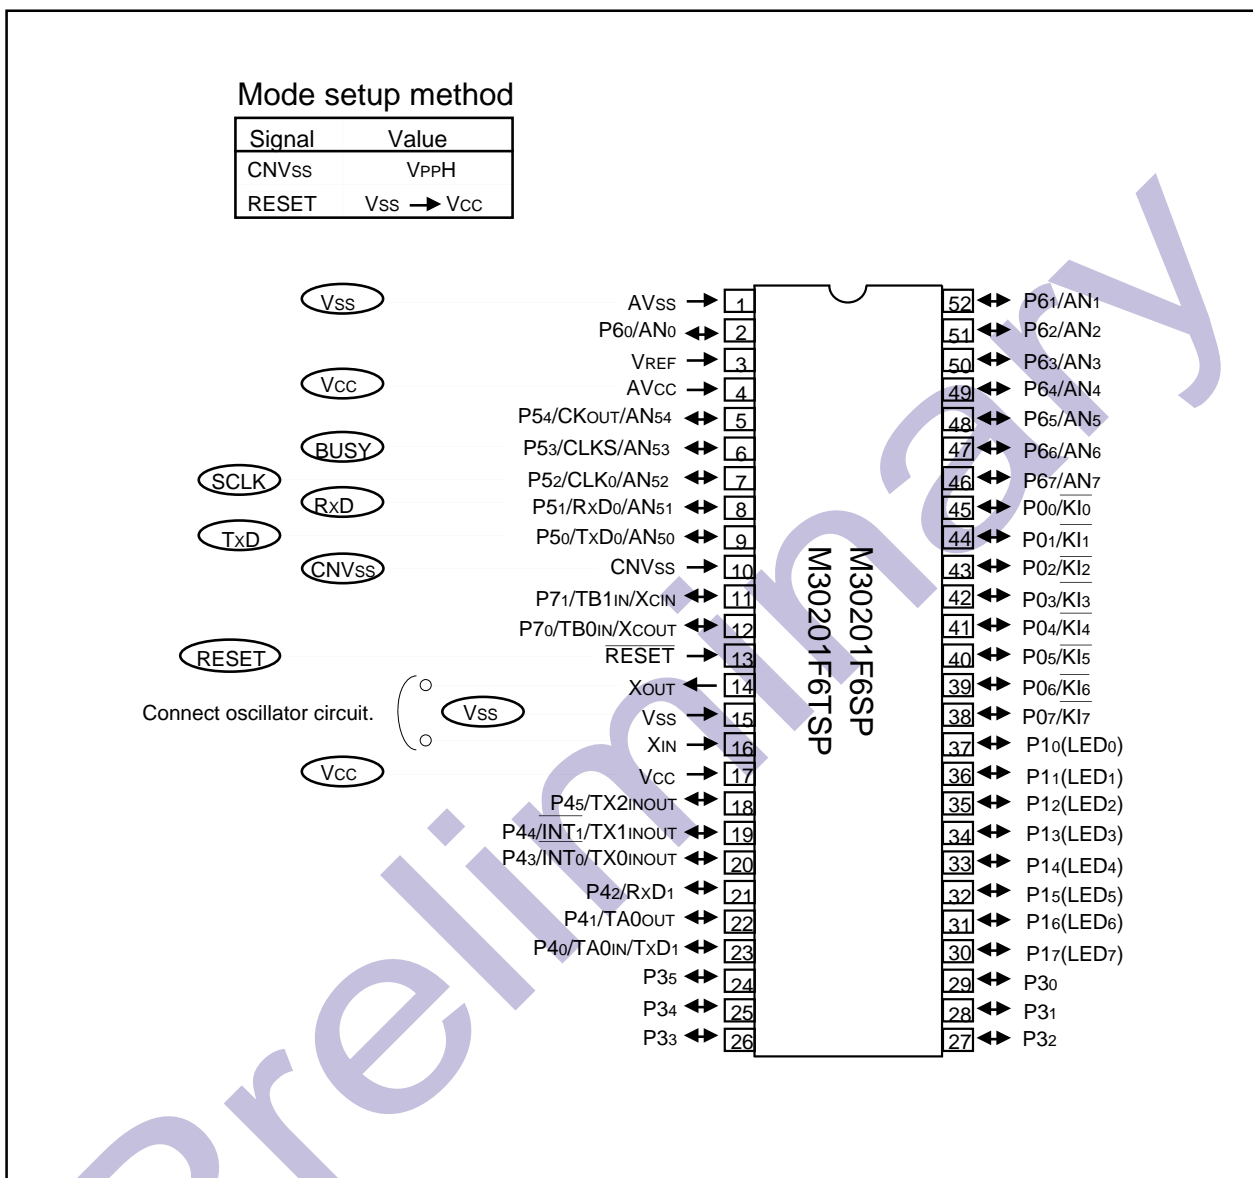 Mode setup method
Signal Value
CNVss VPPH
RESET Vss → VCC
Vss AVss 1 52 P61/AN1
P60/AN0 2 51 P62/AN2
VREF 3 50 P63/AN3
VCC AVCC 4 49 P64/AN4
P54/CKOUT/AN54 5 48 P65/AN5
BUSY P53/CLKS/AN53 6 47 P66/AN6
SCLK P52/CLK0/AN52 7 46 P67/AN7
RxD P51/RxD0/AN51 8 45 P00/KI0
TxD P50/TxD0/AN50 9 44 P01/KI1
CNVss CNVss 10 43 P02/KI2
P71/TB1IN/XCIN 11 42 P03/KI3
P70/TB0IN/XCOUT 12 41 P04/KI4
RESET RESET 13 40 P05/KI5
XOUT 14 39 P06/KI6
Connect oscillator circuit. Vss Vss 15 38 P07/KI7
XIN 16 37 P10(LED0)
VCC VCC 17 36 P11(LED1)
P45/TX2INOUT 18 35 P12(LED2)
P44/INT1/TX1INOUT 19 34 P13(LED3)
P43/INT0/TX0INOUT 20 33 P14(LED4)
P42/RxD1 21 32 P15(LED5)
P41/TA0OUT 22 31 P16(LED6)
P40/TA0IN/TxD1 23 30 P17(LED7)
P35 24 29 P30
P34 25 28 P31
P33 26 27 P32
M30201F6SP
M30201F6TSP
Preliminary